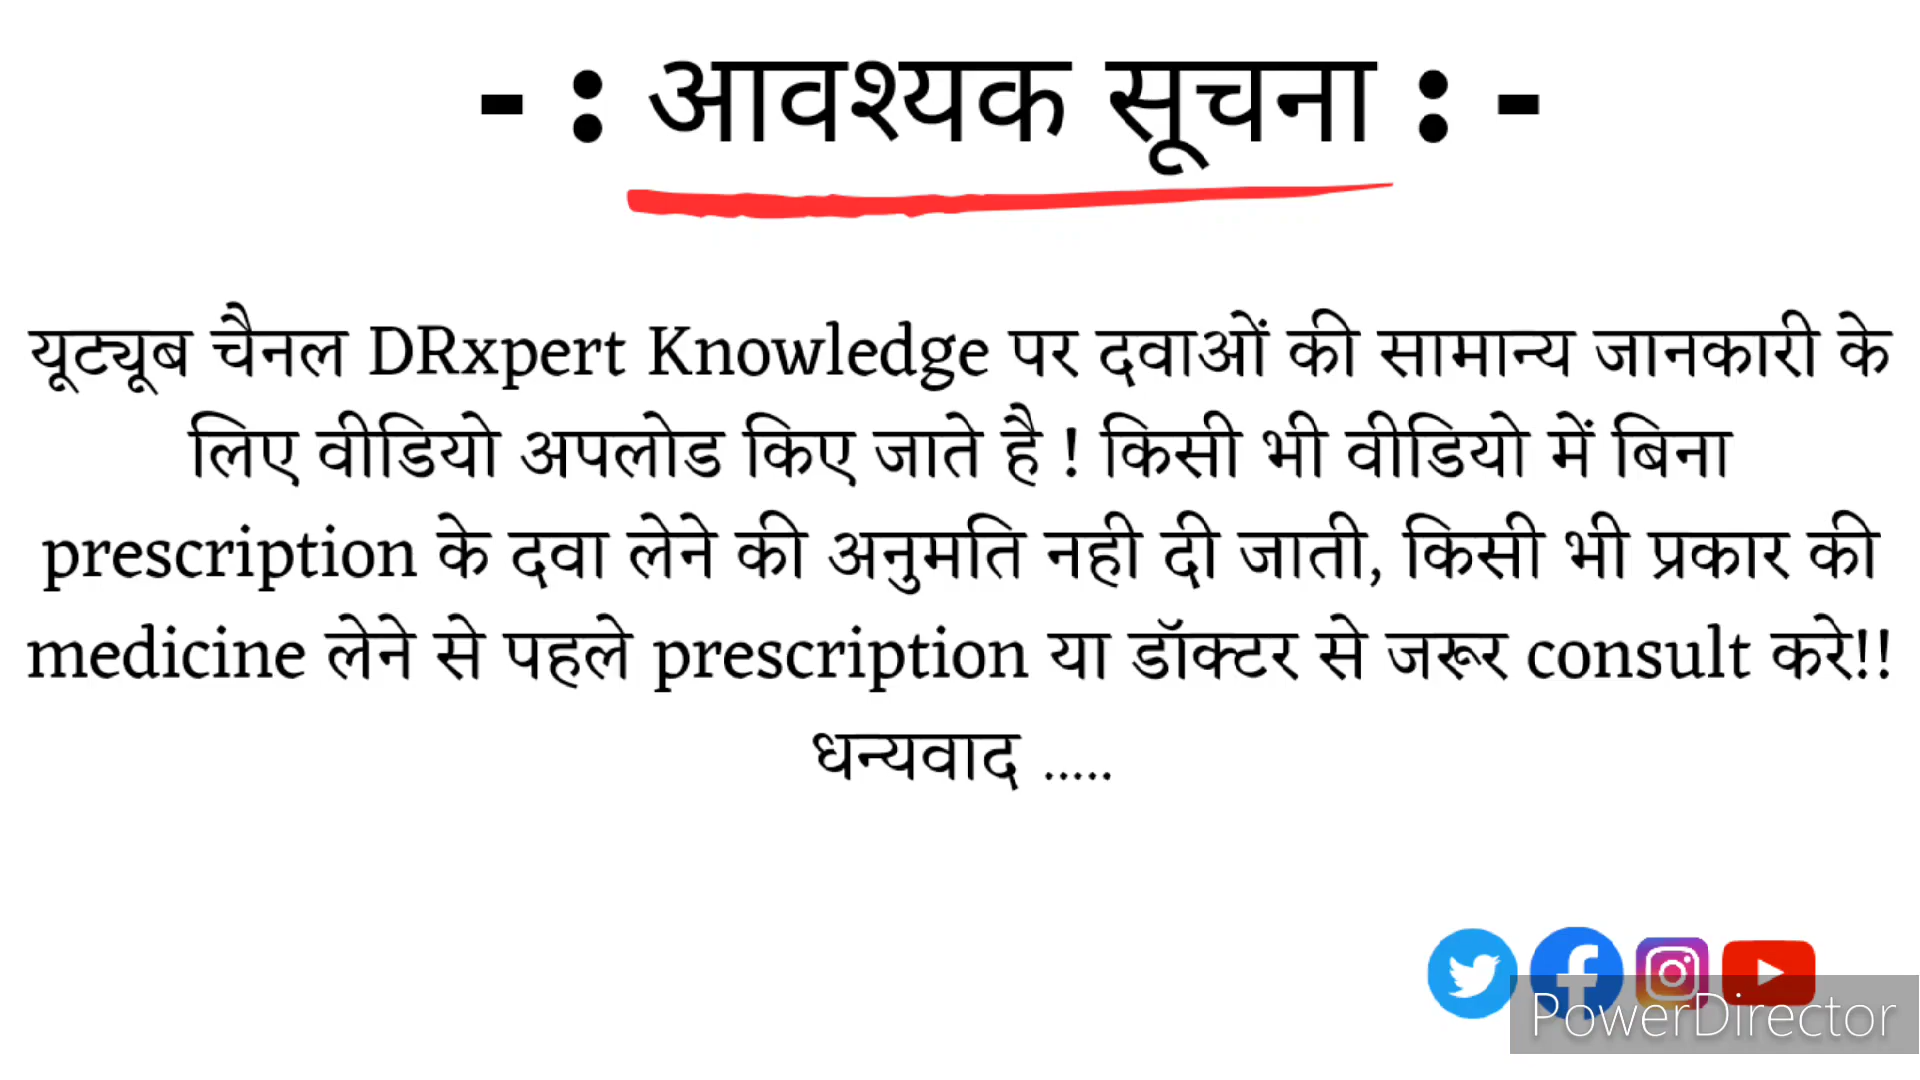 - : आवश्यक सूचना : -
यूट्यूब चैनल DRxpert Knowledge पर दवाओं की सामान्य जानकारी के
लिए वीडियो अपलोड किए जाते है ! किसी भी वीडियो में बिना
prescription के दवा लेने की अनुमति नही दी जाती, किसी भी प्रकार की
medicine लेने से पहले prescription या डॉक्टर से जरूर consult करे!!
धन्यवाद .....
PowerDirector